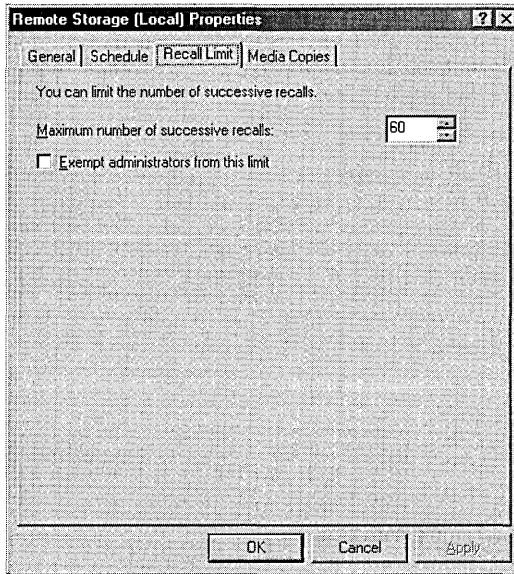 Remote Storage (Local) Properties
General Schedule Recall Limit Media Copies
You can limit the number of successive recalls.
Maximum number of successive recalls: 60
Exempt administrators from this limit
OK Cancel Apply